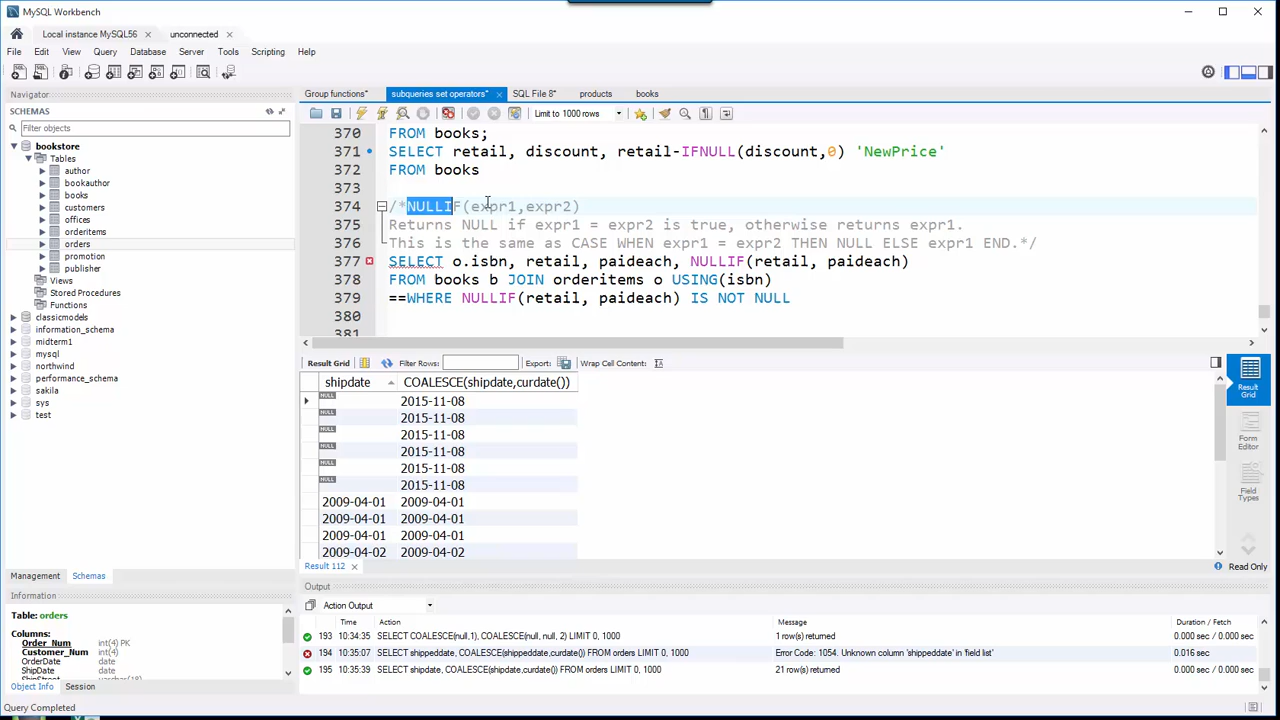 MySQL Workbench
Local instance MySQL56
unconnected
File Edit View Query Database Server Tools Scripting Help
Navigator
SCHEMAS
Filter objects
bookstore
Tables
author
bookauthor
books
customers
offices
orderitems
orders
promotion
publisher
Views
Stored Procedures
Functions
classicmodels
information_schema
midterm1
mysql
northwind
performance_schema
sakila
sys
test
Management Schemas
Information
Table: orders
Columns:
Order_Num int(4) PK
Customer_Num int(4)
OrderDate date
ShipDate date
Object Info Session
Query Completed
Group functions* subqueries set operators* SQL File 8* products books
Limit to 1000 rows
370 FROM books;
371 SELECT retail, discount, retail-IFNULL(discount,0) 'NewPrice'
372 FROM books
373
374 /*NULLIF(expr1,expr2)
375 Returns NULL if expr1 = expr2 is true, otherwise returns expr1.
376 This is the same as CASE WHEN expr1 = expr2 THEN NULL ELSE expr1 END.*/
377 SELECT o.isbn, retail, paideach, NULLIF(retail, paideach)
378 FROM books b JOIN orderitems o USING(isbn)
379 ==WHERE NULLIF(retail, paideach) IS NOT NULL
380
381
Result Grid Filter Rows: Export: Wrap Cell Content:
shipdate COALESCE(shipdate,curdate())
NULL 2015-11-08
NULL 2015-11-08
NULL 2015-11-08
NULL 2015-11-08
NULL 2015-11-08
NULL 2015-11-08
2009-04-01 2009-04-01
2009-04-01 2009-04-01
2009-04-01 2009-04-01
2009-04-02 2009-04-02
Result Grid
Form Editor
Field Types
Result 112
Read Only
Output
Action Output
Time Action Message Duration / Fetch
193 10:34:35 SELECT COALESCE(null,1), COALESCE(null, null, 2) LIMIT 0, 1000 1 row(s) returned 0.000 sec / 0.000 sec
194 10:35:07 SELECT shippeddate, COALESCE(shippeddate,curdate()) FROM orders LIMIT 0, 1000 Error Code: 1054. Unknown column 'shippeddate' in 'field list' 0.016 sec
195 10:35:39 SELECT shipdate, COALESCE(shipdate,curdate()) FROM orders LIMIT 0, 1000 21 row(s) returned 0.000 sec / 0.000 sec